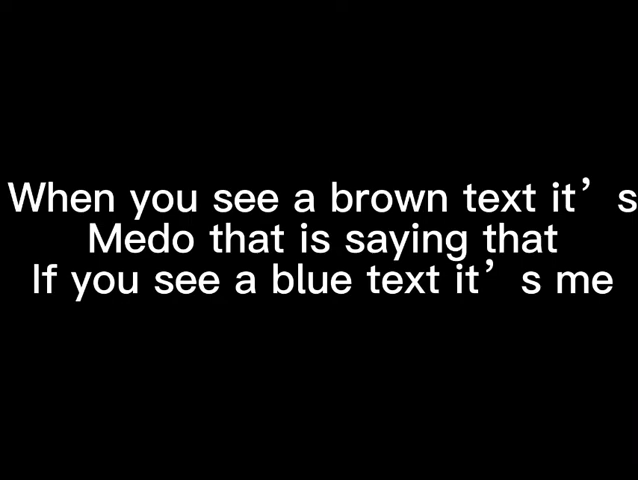 When you see a brown text it’s
Medo that is saying that
If you see a blue text it’s me